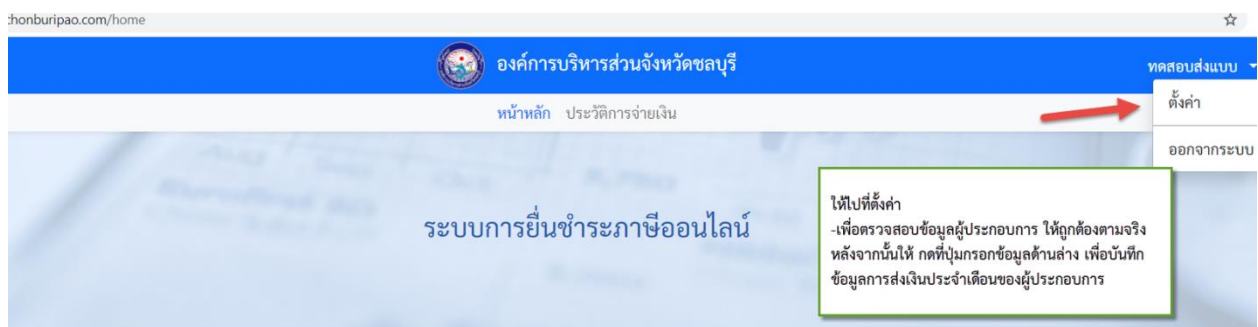 chonburipao.com/home
องค์การบริหารส่วนจังหวัดชลบุรี
ทดสอบส่งแบบ
หน้าหลัก ประวัติการจ่ายเงิน
ตั้งค่า
ออกจากระบบ
ระบบการยื่นชำระภาษีออนไลน์
ให้ไปที่ตั้งค่า
-เพื่อตรวจสอบข้อมูลผู้ประกอบการ ให้ถูกต้องตามจริง
หลังจากนั้นให้ กดที่ปุ่มกรอกข้อมูลด้านล่าง เพื่อบันทึก
ข้อมูลการส่งเงินประจำเดือนของผู้ประกอบการ